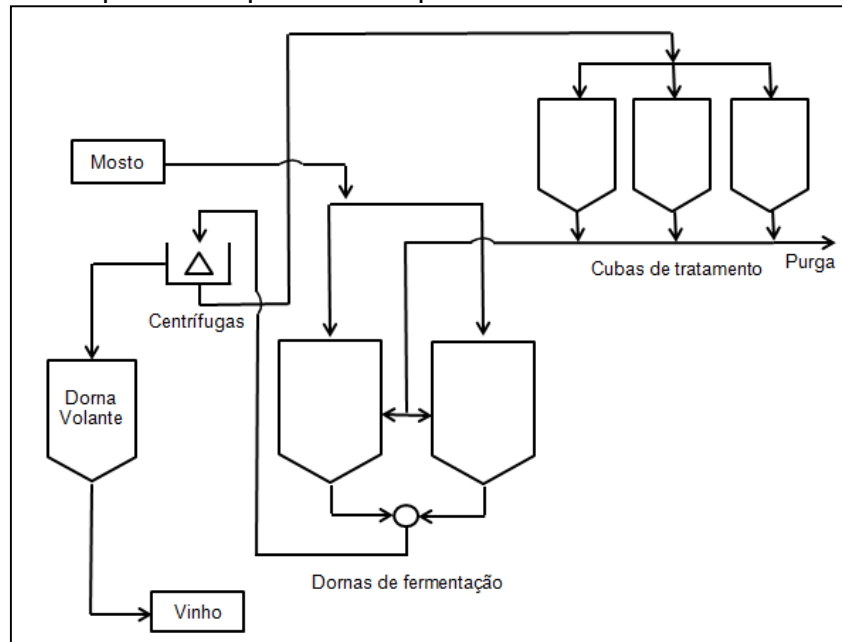 Mosto
Cubas de tratamento
Purga
Centrífugas
Dorna
Volante
Dornas de fermentação
Vinho